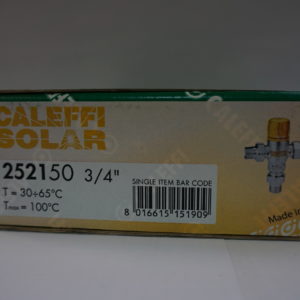 CALEFFI
SOLAR
252150 3/4"
T = 30÷65°C
Tmax = 100°C
SINGLE ITEM BAR CODE
8 016615 151909
Made in